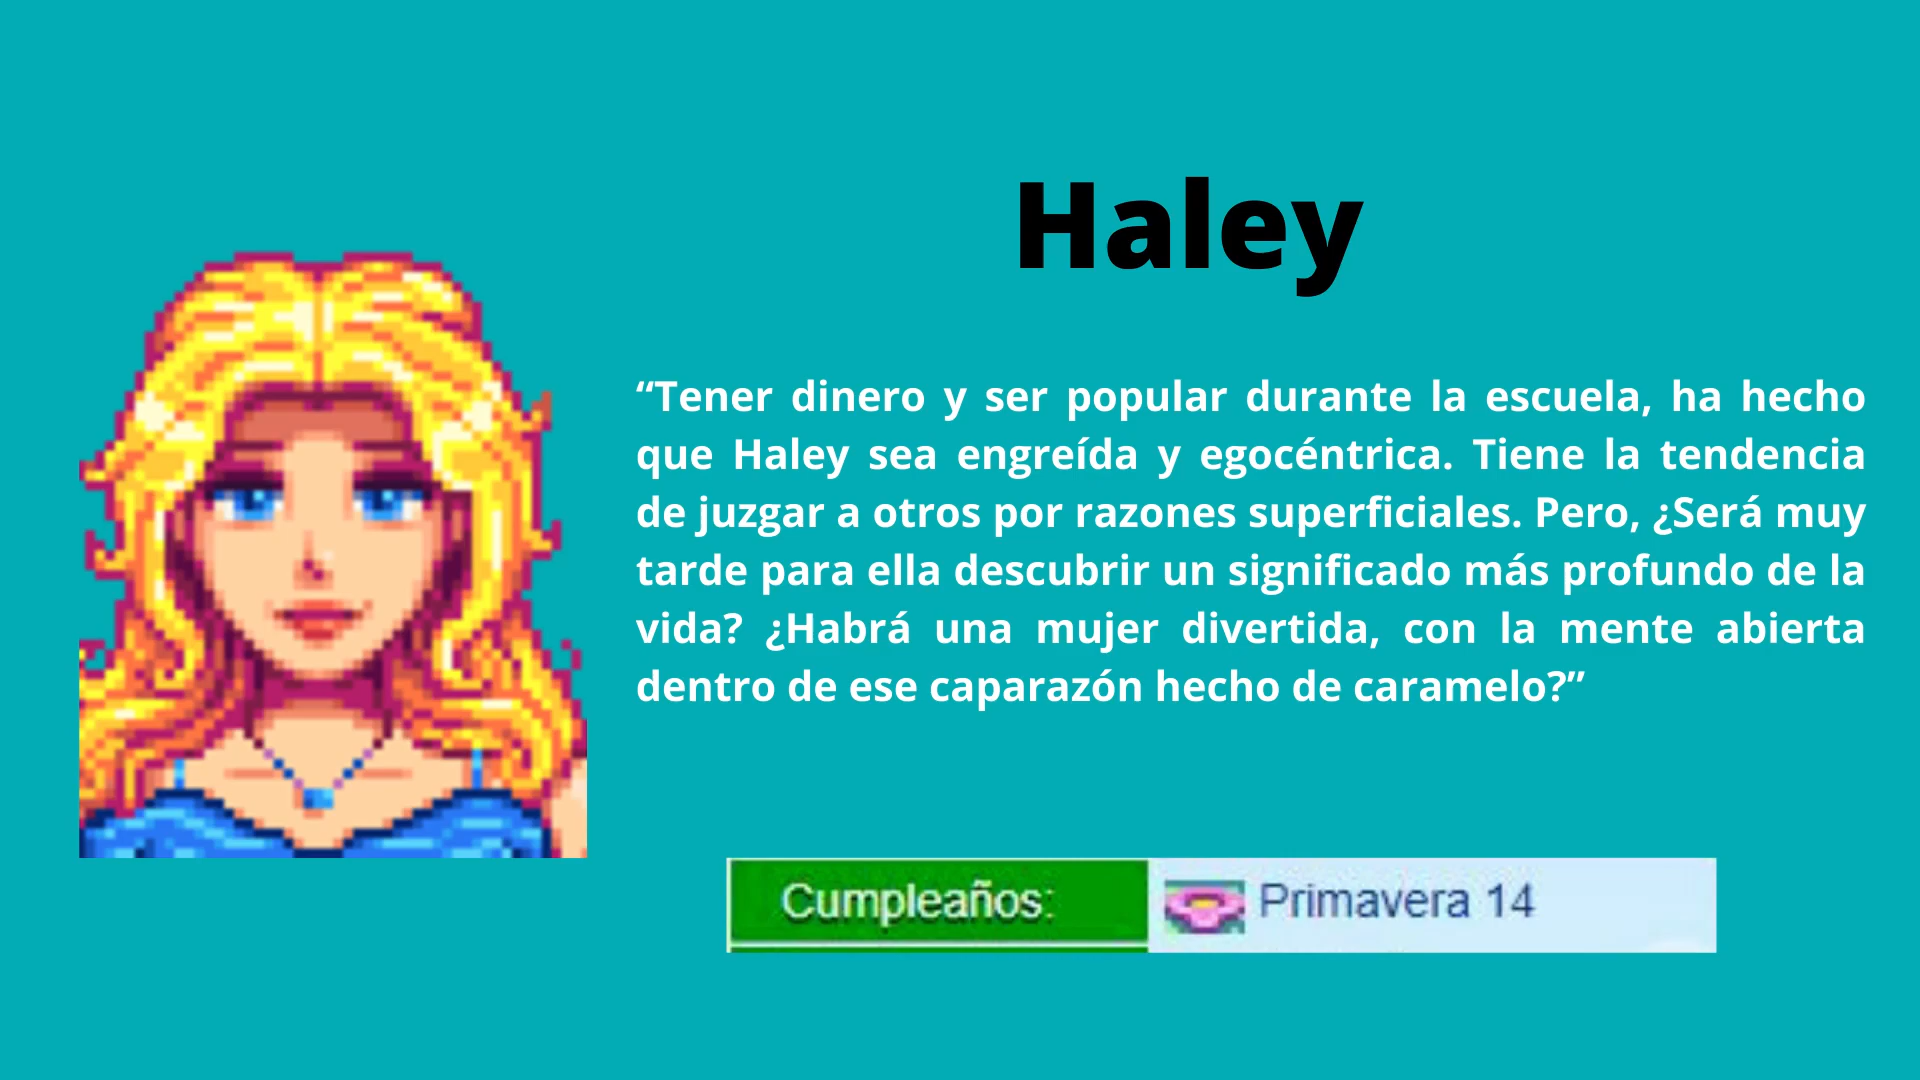 Haley
“Tener dinero y ser popular durante la escuela, ha hecho
que Haley sea engreída y egocéntrica. Tiene la tendencia
de juzgar a otros por razones superficiales. Pero, ¿Será muy
tarde para ella descubrir un significado más profundo de la
vida? ¿Habrá una mujer divertida, con la mente abierta
dentro de ese caparazón hecho de caramelo?”
Cumpleaños: Primavera 14